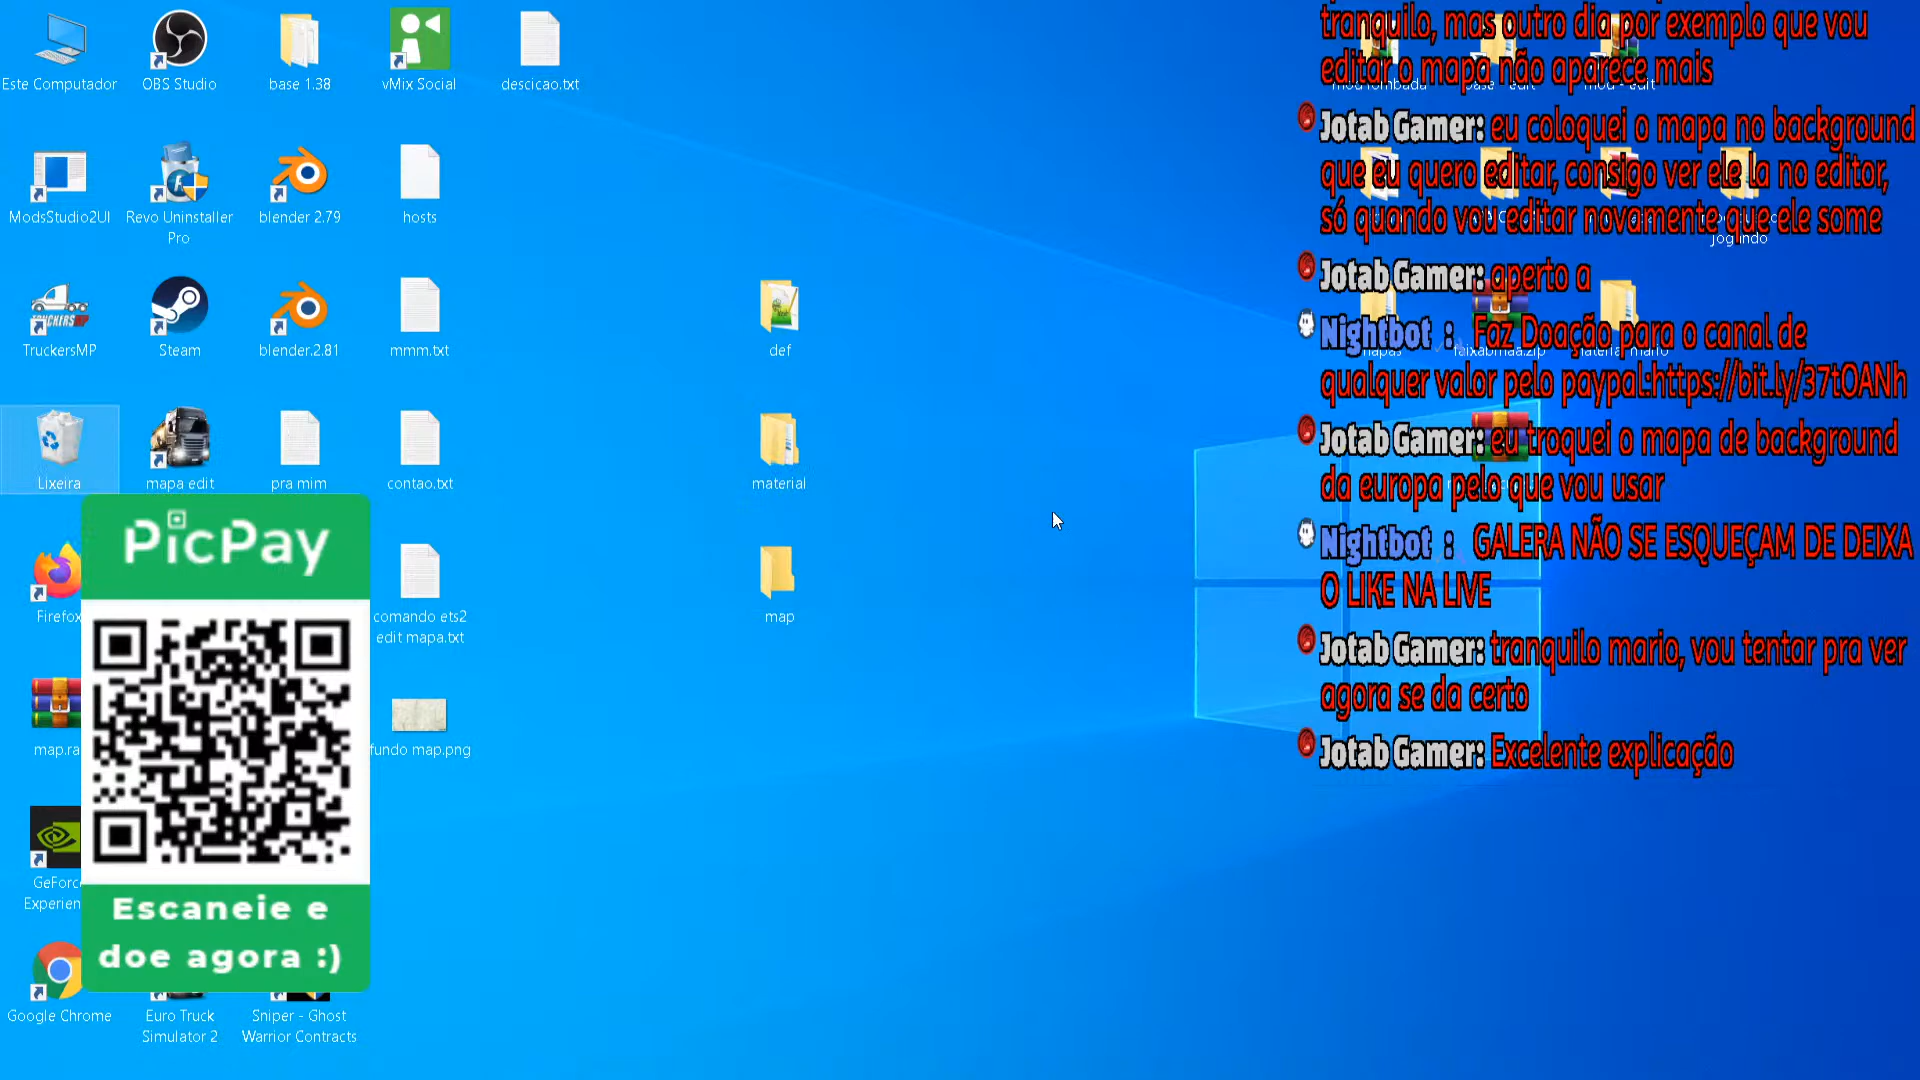 Este Computador
OBS Studio
base 1.38
vMix Social
descicao.txt
ModsStudio2UI
Revo Uninstaller
Pro
blender 2.79
hosts
TruckersMP
Steam
blender.2.81
mmm.txt
def
Lixeira
mapa edit
pra mim
contao.txt
material
Firefox
comando ets2
edit mapa.txt
map
fundo map.png
Google Chrome
Euro Truck
Simulator 2
Sniper - Ghost
Warrior Contracts
PicPay
Escaneie e
doe agora :)
tranquilo, mas outro dia por exemplo que vou
editar o mapa não aparece mais
Jotab Gamer: eu coloquei o mapa no background
que eu quero editar, consigo ver ele la no editor,
só quando vou editar novamente que ele some
jogando
Jotab Gamer: aperto a
Nightbot : Faz Doação para o canal de
qualquer valor pelo paypal:https://bit.ly/37tOANh
Jotab Gamer: eu troquei o mapa de background
da europa pelo que vou usar
Nightbot : GALERA NÃO SE ESQUEÇAM DE DEIXA
O LIKE NA LIVE
Jotab Gamer: tranquilo mario, vou tentar pra ver
agora se da certo
Jotab Gamer: Excelente explicação